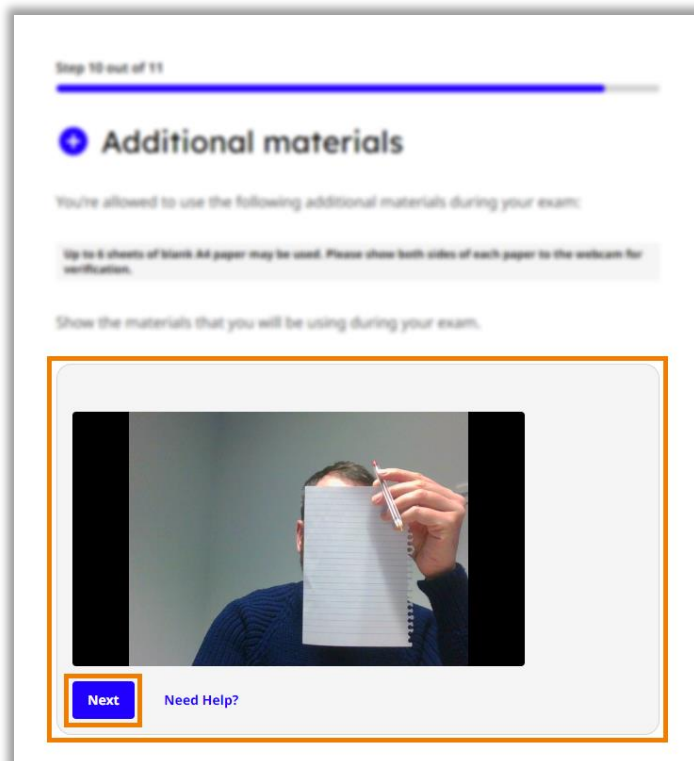 Step 10 out of 11
Additional materials
You're allowed to use the following additional materials during your exam:
Up to 6 sheets of blank A4 paper may be used. Please show both sides of each paper to the webcam for
verification.
Show the materials that you will be using during your exam.
Next
Need Help?